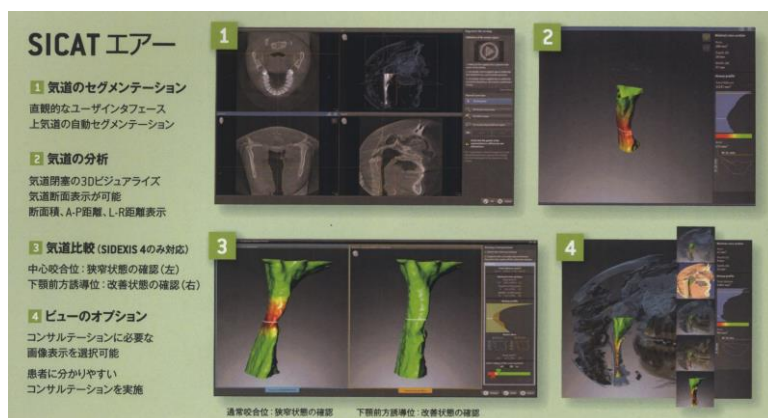 SICAT エアー
1 気道のセグメンテーション
直観的なユーザインタフェース
上気道の自動セグメンテーション
2 気道の分析
気道閉塞の3Dビジュアライズ
気道断面表示が可能
断面積、A-P距離、L-R距離表示
3 気道比較 (SIDEXIS 4のみ対応)
中心咬合位：狭窄状態の確認(左)
下顎前方誘導位：改善状態の確認(右)
4 ビューのオプション
コンサルテーションに必要な
画像表示を選択可能
患者に分かりやすい
コンサルテーションを実施
1
2
3
4
通常咬合位：狭窄状態の確認
下顎前方誘導位：改善状態の確認